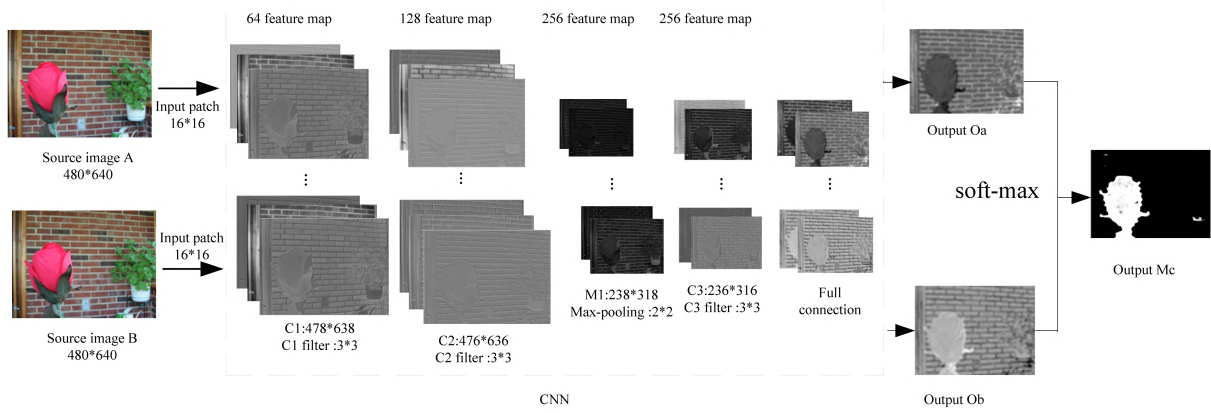 64 feature map
128 feature map
256 feature map
256 feature map
Input patch
16*16
Source image A
480*640
Input patch
16*16
Source image B
480*640
C1:478*638
C1 filter :3*3
C2:476*636
C2 filter :3*3
M1:238*318
Max-pooling :2*2
C3:236*316
C3 filter :3*3
Full
connection
CNN
Output Oa
soft-max
Output Mc
Output Ob